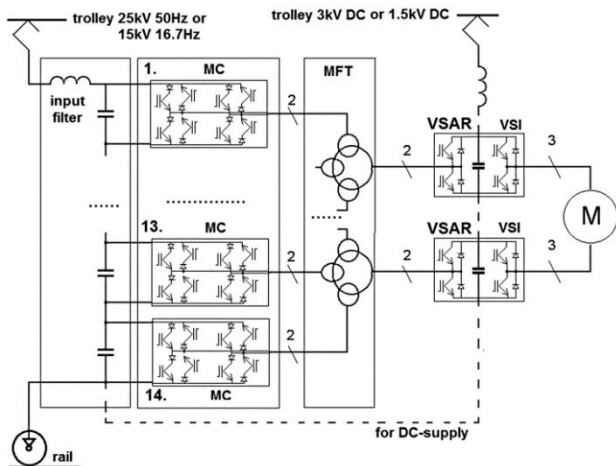 trolley 25kV 50Hz or
15kV 16.7Hz
trolley 3kV DC or 1.5kV DC
input
filter
1.
MC
MFT
2
2
VSAR
VSI
3
M
......
.............
......
13.
MC
2
2
VSAR
VSI
3
2
14.
MC
for DC-supply
rail